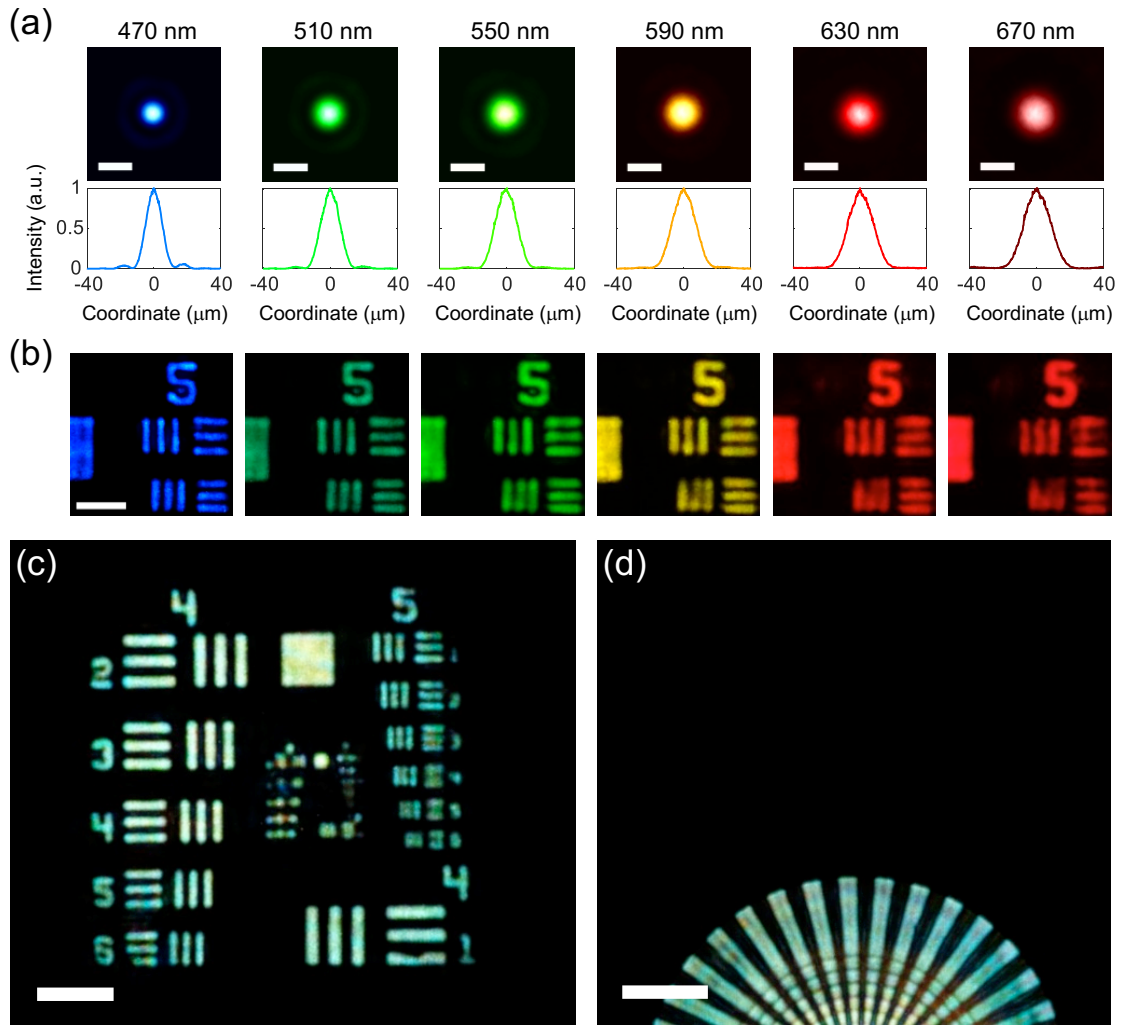 (a)
470 nm 510 nm 550 nm 590 nm 630 nm 670 nm
Intensity (a.u.)
1
0.5
0
-40 0 40 -40 0 40 -40 0 40 -40 0 40 -40 0 40 -40 0 40
Coordinate (μm) Coordinate (μm) Coordinate (μm) Coordinate (μm) Coordinate (μm) Coordinate (μm)
(b)
5 5 5 5 5 5
(c)
4 5
2 1
2
3 3
4 4
5 5
6 6
4
1
(d)